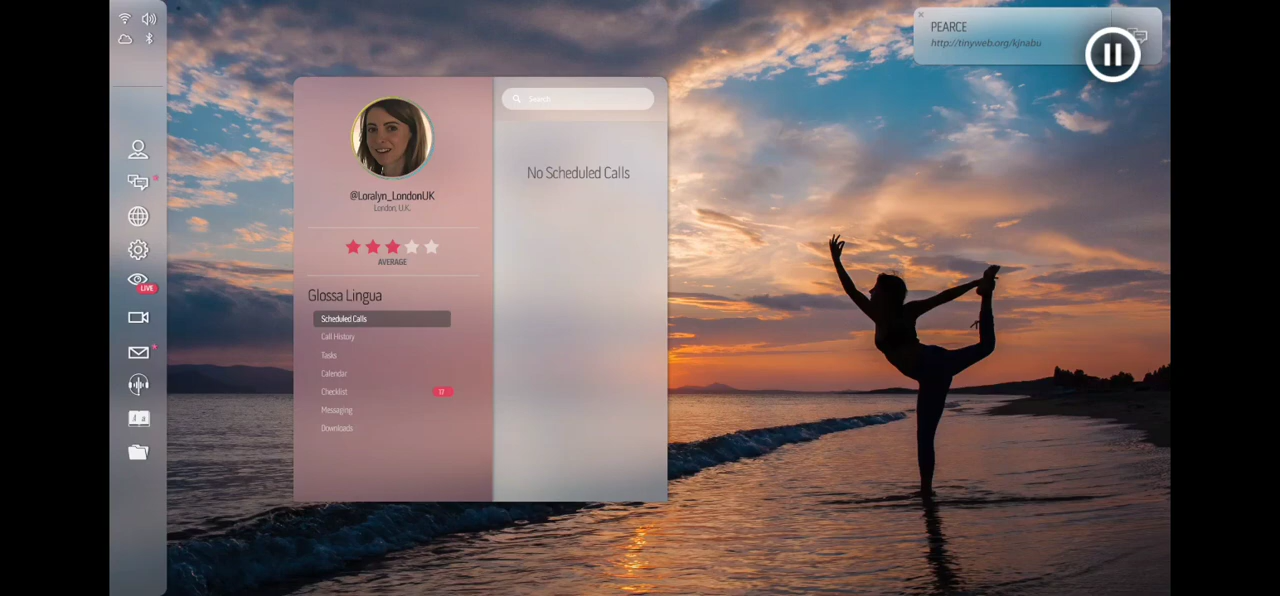 PEARCE
http://tinyweb.org/kjnabu
Search
@Loralyn_LondonUK
London, U.K.
AVERAGE
No Scheduled Calls
Glossa Lingua
Scheduled Calls
Call History
Tasks
Calendar
Checklist
Messaging
Downloads
LIVE